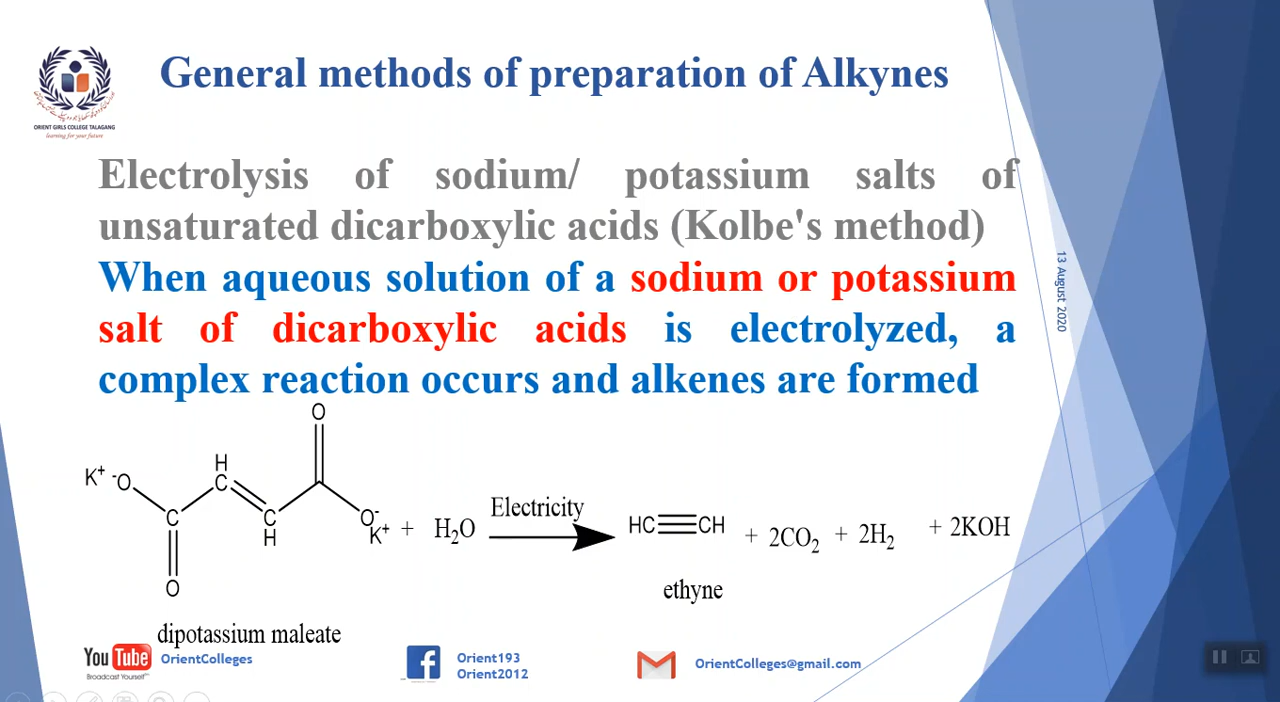 General methods of preparation of Alkynes
ORIENT GIRLS COLLEGE TALAGANG
learning for your future
Electrolysis of sodium/ potassium salts of
unsaturated dicarboxylic acids (Kolbe's method)
When aqueous solution of a sodium or potassium
salt of dicarboxylic acids is electrolyzed, a
complex reaction occurs and alkenes are formed
13 August 2020
O
H
K+ -O C
C C O- K+ + H2O Electricity HC≡CH + 2CO2 + 2H2 + 2KOH
H
O
ethyne
dipotassium maleate
YouTube OrientColleges
Broadcast Yourself™
Orient193
Orient2012
OrientColleges@gmail.com